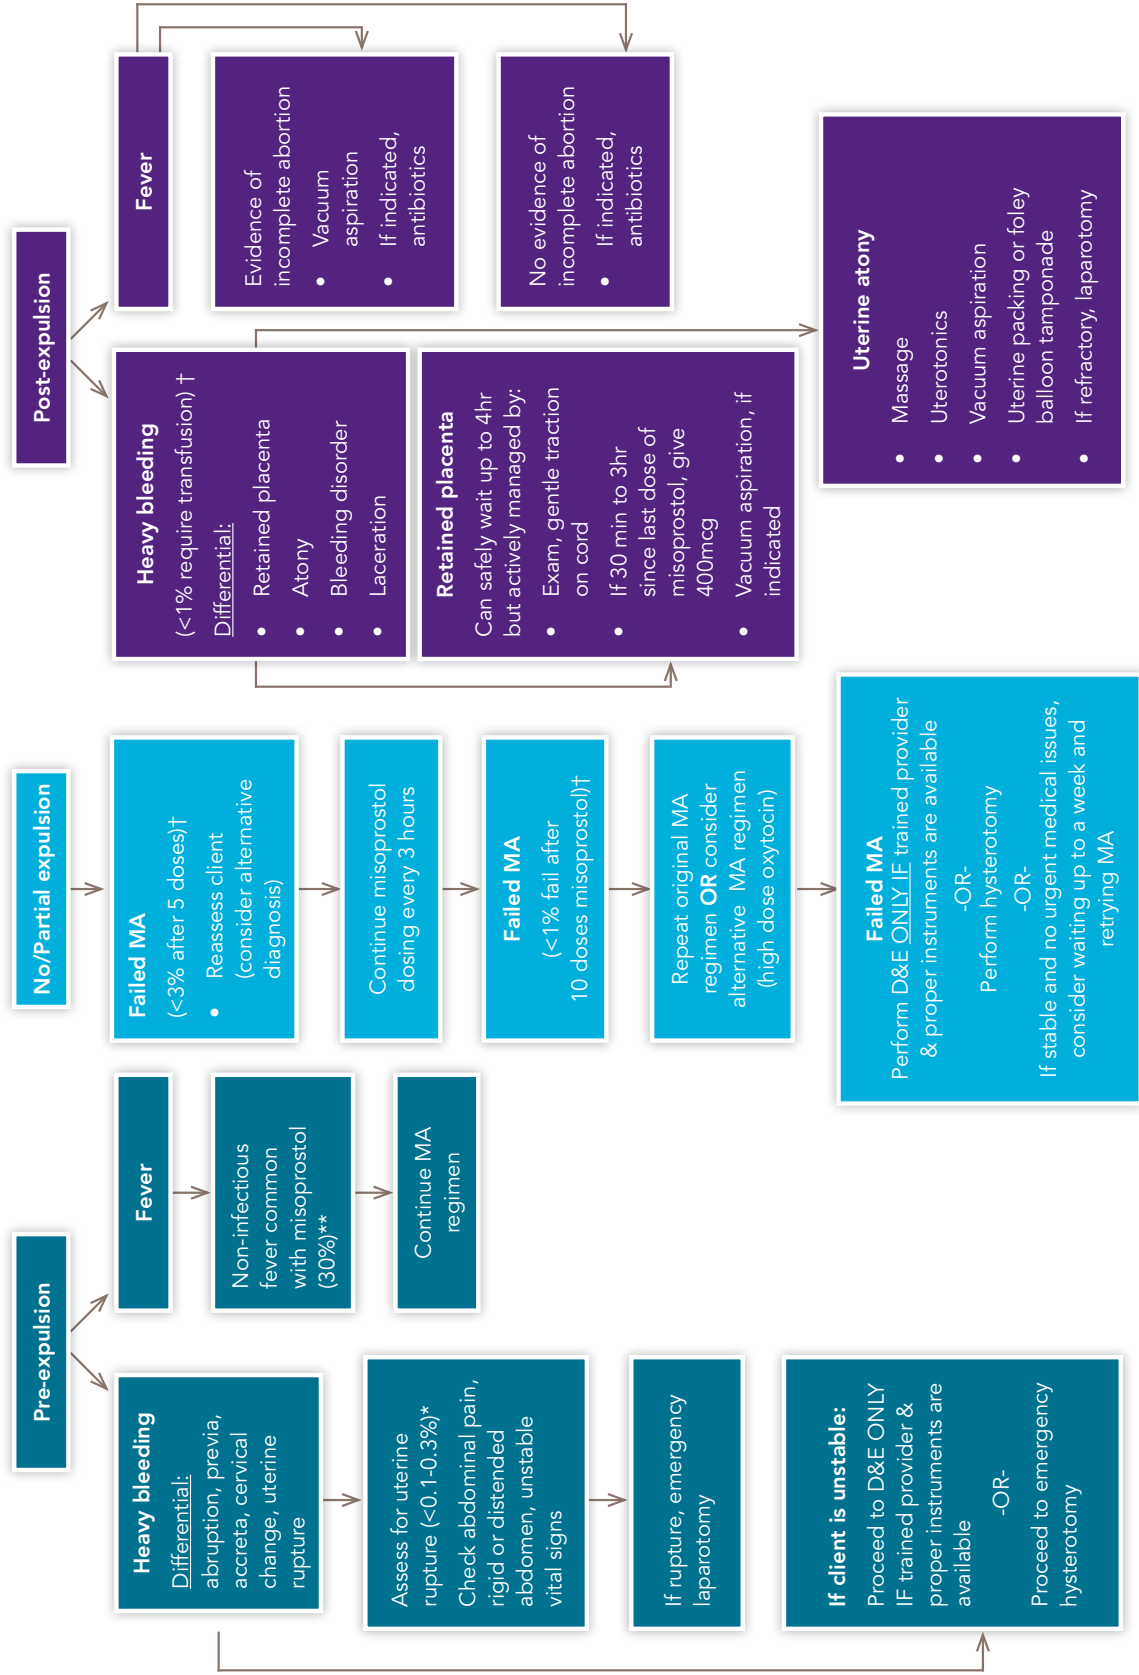 Pre-expulsion
Heavy bleeding
Differential:
abruption, previa,
accreta, cervical
change, uterine
rupture
Assess for uterine
rupture (<0.1-0.3%)*
Check abdominal pain,
rigid or distended
abdomen, unstable
vital signs
If rupture, emergency
laparotomy
If client is unstable:
Proceed to D&E ONLY
IF trained provider &
proper instruments are
available
-OR-
Proceed to emergency
hysterotomy
Fever
Non-infectious
fever common
with misoprostol
(30%)**
Continue MA
regimen
No/Partial expulsion
Failed MA
(<3% after 5 doses)†
• Reassess client
(consider alternative
diagnosis)
Continue misoprostol
dosing every 3 hours
Failed MA
(<1% fail after
10 doses misoprostol)†
Repeat original MA
regimen OR consider
alternative MA regimen
(high dose oxytocin)
Failed MA
Perform D&E ONLY IF trained provider
& proper instruments are available
-OR-
Perform hysterotomy
-OR-
If stable and no urgent medical issues,
consider waiting up to a week and
retrying MA
Post-expulsion
Heavy bleeding
(<1% require transfusion) †
Differential:
• Retained placenta
• Atony
• Bleeding disorder
• Laceration
Retained placenta
Can safely wait up to 4hr
but actively managed by:
• Exam, gentle traction
on cord
• If 30 min to 3hr
since last dose of
misoprostol, give
400mcg
• Vacuum aspiration, if
indicated
Uterine atony
• Massage
• Uterotonics
• Vacuum aspiration
• Uterine packing or foley
balloon tamponade
• If refractory, laparotomy
Fever
Evidence of
incomplete abortion
• Vacuum
aspiration
• If indicated,
antibiotics
No evidence of
incomplete abortion
• If indicated,
antibiotics